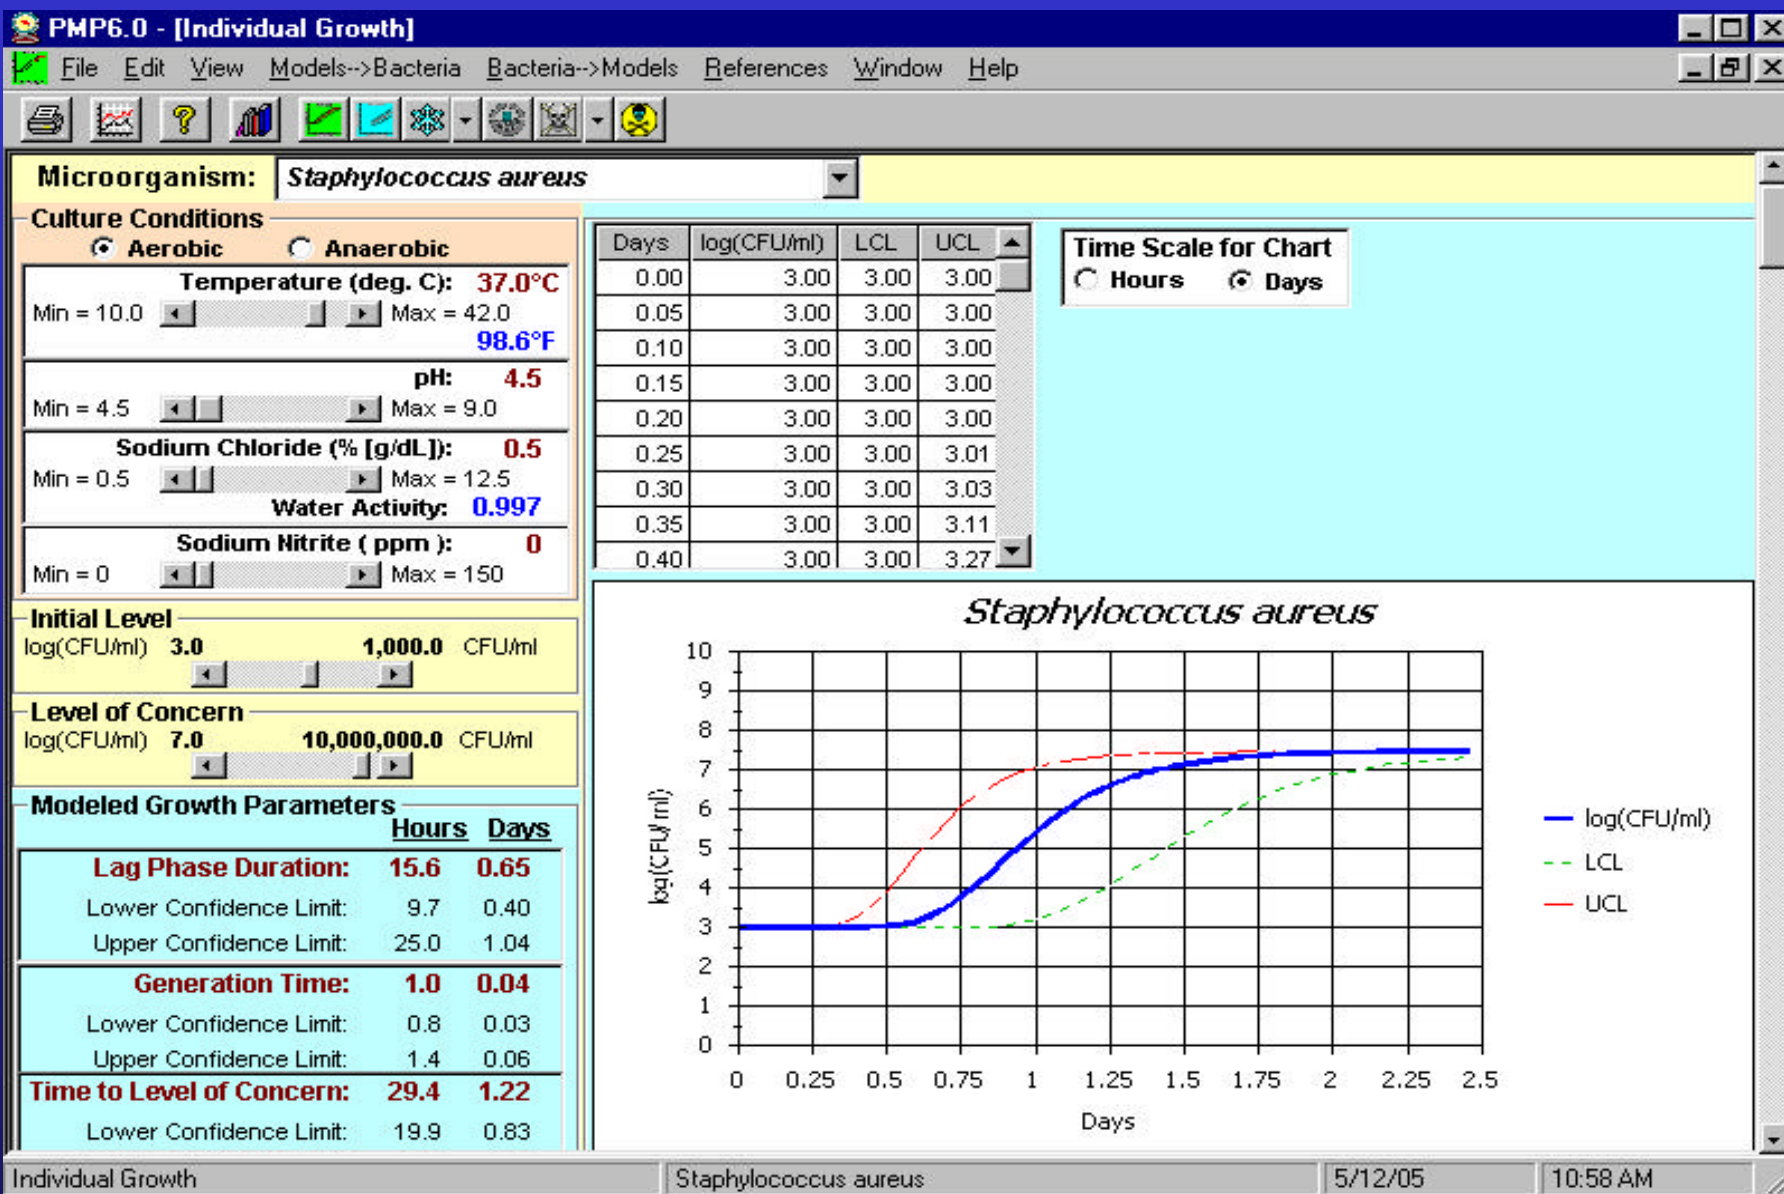 PMP6.0 - [Individual Growth]
File Edit View Models-->Bacteria Bacteria-->Models References Window Help
Microorganism: Staphylococcus aureus
Culture Conditions
Aerobic Anaerobic
Temperature (deg. C): 37.0°C
Min = 10.0 Max = 42.0
98.6°F
pH: 4.5
Min = 4.5 Max = 9.0
Sodium Chloride (% [g/dL]): 0.5
Min = 0.5 Max = 12.5
Water Activity: 0.997
Sodium Nitrite ( ppm ): 0
Min = 0 Max = 150
Initial Level
log(CFU/ml) 3.0 1,000.0 CFU/ml
Level of Concern
log(CFU/ml) 7.0 10,000,000.0 CFU/ml
Modeled Growth Parameters
Hours Days
Lag Phase Duration: 15.6 0.65
Lower Confidence Limit: 9.7 0.40
Upper Confidence Limit: 25.0 1.04
Generation Time: 1.0 0.04
Lower Confidence Limit: 0.8 0.03
Upper Confidence Limit: 1.4 0.06
Time to Level of Concern: 29.4 1.22
Lower Confidence Limit: 19.9 0.83
Days log(CFU/ml) LCL UCL
0.00 3.00 3.00 3.00
0.05 3.00 3.00 3.00
0.10 3.00 3.00 3.00
0.15 3.00 3.00 3.00
0.20 3.00 3.00 3.00
0.25 3.00 3.00 3.01
0.30 3.00 3.00 3.03
0.35 3.00 3.00 3.11
0.40 3.00 3.00 3.27
Time Scale for Chart
Hours Days
Staphylococcus aureus
10
9
8
7
6
5
4
3
2
1
0
log(CFU/ml)
0 0.25 0.5 0.75 1 1.25 1.5 1.75 2 2.25 2.5
Days
log(CFU/ml)
LCL
UCL
Individual Growth Staphylococcus aureus 5/12/05 10:58 AM